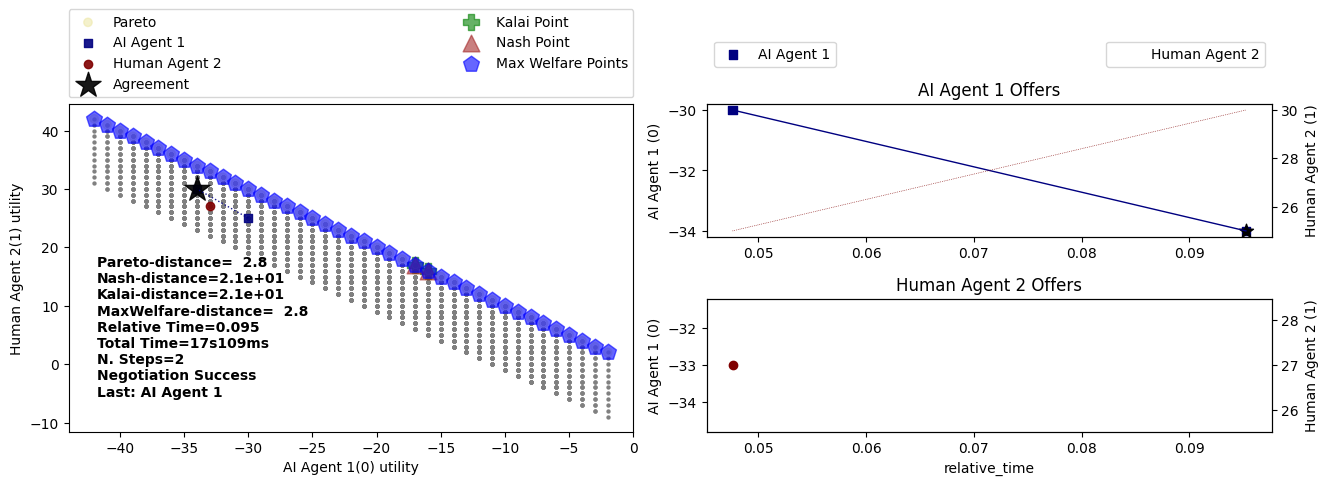 Pareto
AI Agent 1
Human Agent 2
Agreement
Kalai Point
Nash Point
Max Welfare Points
40
30
20
10
0
−10
Human Agent 2(1) utility
Pareto-distance=  2.8
Nash-distance=2.1e+01
Kalai-distance=2.1e+01
MaxWelfare-distance=  2.8
Relative Time=0.095
Total Time=17s109ms
N. Steps=2
Negotiation Success
Last: AI Agent 1
−40 −35 −30 −25 −20 −15 −10 −5 0
AI Agent 1(0) utility
AI Agent 1
Human Agent 2
AI Agent 1 Offers
−30
−32
−34
AI Agent 1 (0)
30
28
26
Human Agent 2 (1)
0.05 0.06 0.07 0.08 0.09
Human Agent 2 Offers
−32
−33
−34
AI Agent 1 (0)
28
27
26
Human Agent 2 (1)
0.05 0.06 0.07 0.08 0.09
relative_time